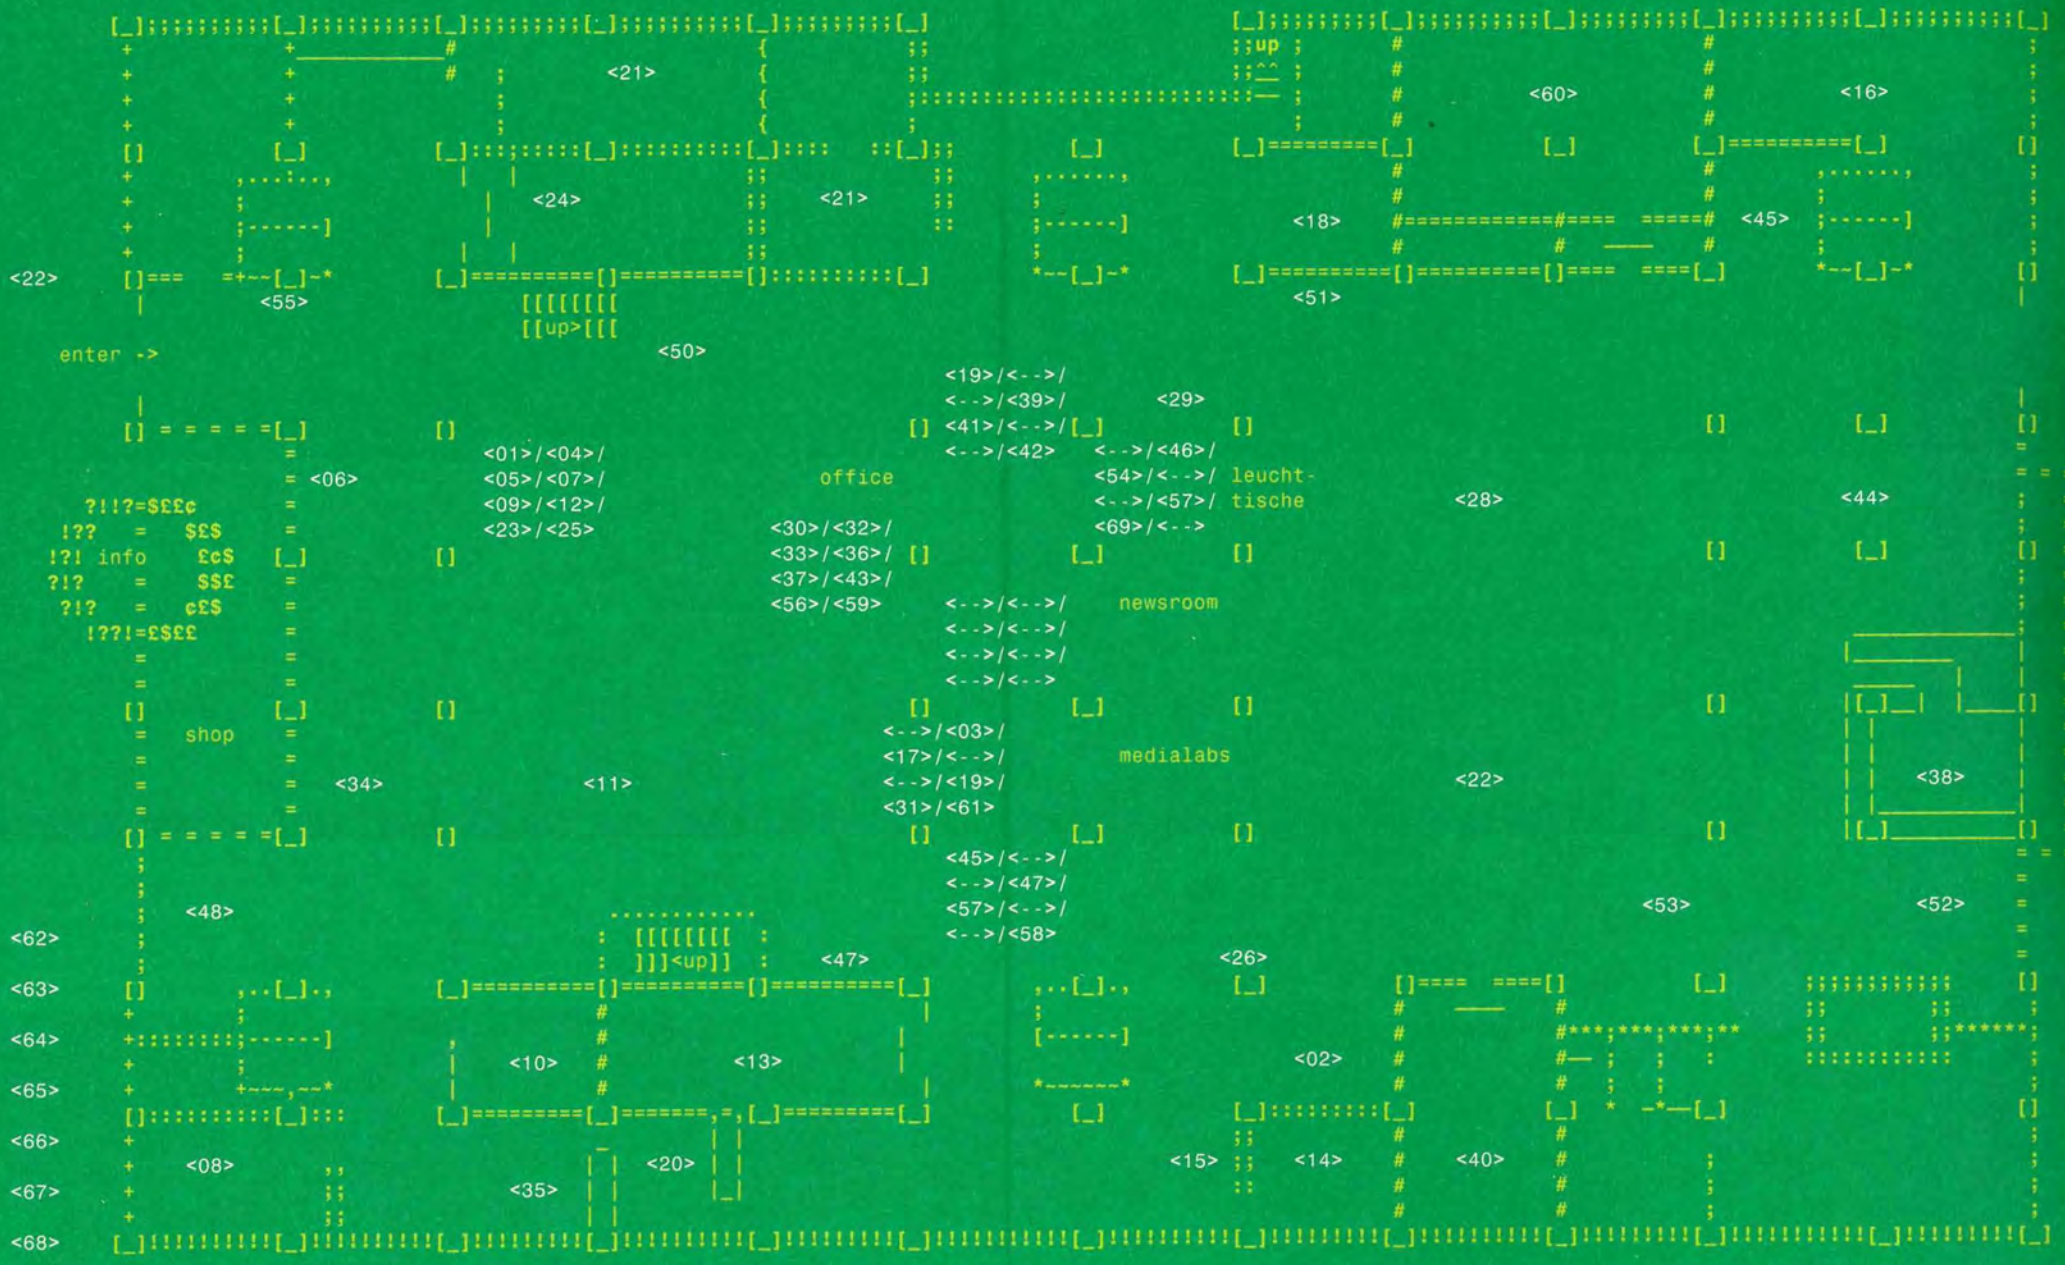 up
<21>
<60> <16>
<24> <21>
<18> <45>
<22>
<55> <51>
[[up>[[[
<50>
enter ->
<19>/<-->/
<-->/<39>/ <29>
<41>/<-->/
<01>/<04>/ <-->/<42> <-->/<46>/
<06> <05>/<07>/ office <54>/<-->/ leucht-
<09>/<12>/ <-->/<57>/ tische <28> <44>
?!!?=$££¢
!?? = $£$ <23>/<25> <30>/<32>/ <69>/<-->
!?! info £¢$ <33>/<36>/
?!? = $$£ <37>/<43>/
?!? = ¢£$ <56>/<59> <-->/<-->/ newsroom
!??!=£$££ <-->/<-->/
<-->/<-->/
<-->/<-->
shop <-->/<03>/
<17>/<-->/ medialabs
<34> <11> <-->/<19>/ <22> <38>
<31>/<61>
<45>/<-->/
<-->/<47>/
<48> <57>/<-->/ <53> <52>
<62> <-->/<58>
]]]<up]] <47> <26>
<63>
<64>
<10> <13> <02>
<65>
<66>
<08> <20> <15> <14> <40>
<67> <35>
<68>